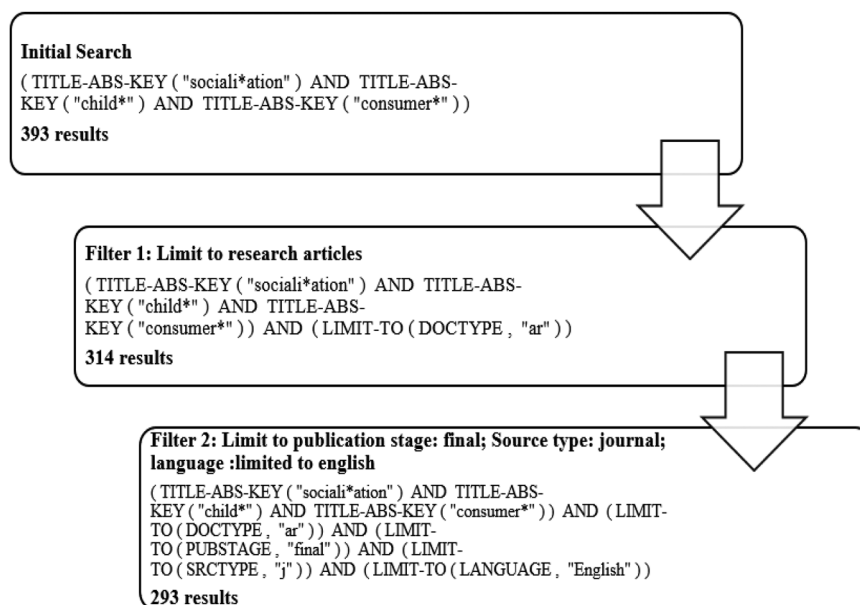 Initial Search
( TITLE-ABS-KEY ( "sociali*ation" ) AND TITLE-ABS-
KEY ( "child*" ) AND TITLE-ABS-KEY ( "consumer*" ) )
393 results
Filter 1: Limit to research articles
( TITLE-ABS-KEY ( "sociali*ation" ) AND TITLE-ABS-
KEY ( "child*" ) AND TITLE-ABS-
KEY ( "consumer*" ) ) AND ( LIMIT-TO ( DOCTYPE , "ar" ) )
314 results
Filter 2: Limit to publication stage: final; Source type: journal;
language :limited to english
( TITLE-ABS-KEY ( "sociali*ation" ) AND TITLE-ABS-
KEY ( "child*" ) AND TITLE-ABS-KEY ( "consumer*" ) ) AND ( LIMIT-
TO ( DOCTYPE , "ar" ) ) AND ( LIMIT-
TO ( PUBSTAGE , "final" ) ) AND ( LIMIT-
TO ( SRCTYPE , "j" ) ) AND ( LIMIT-TO ( LANGUAGE , "English" ) )
293 results